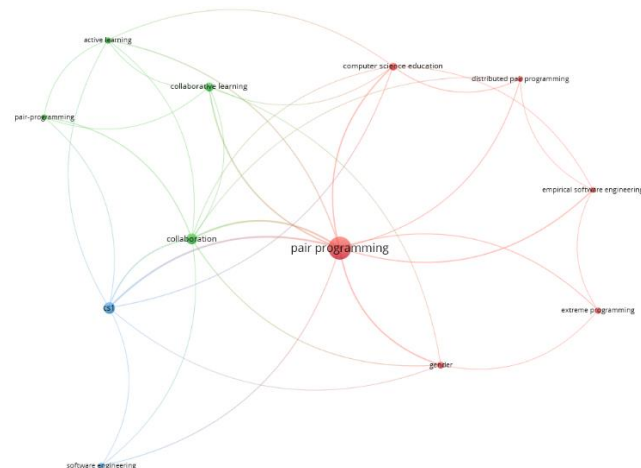 active learning
computer science education
distributed pair programming
collaborative learning
pair-programming
empirical software engineering
collaboration
pair programming
cs1
extreme programming
gender
software engineering